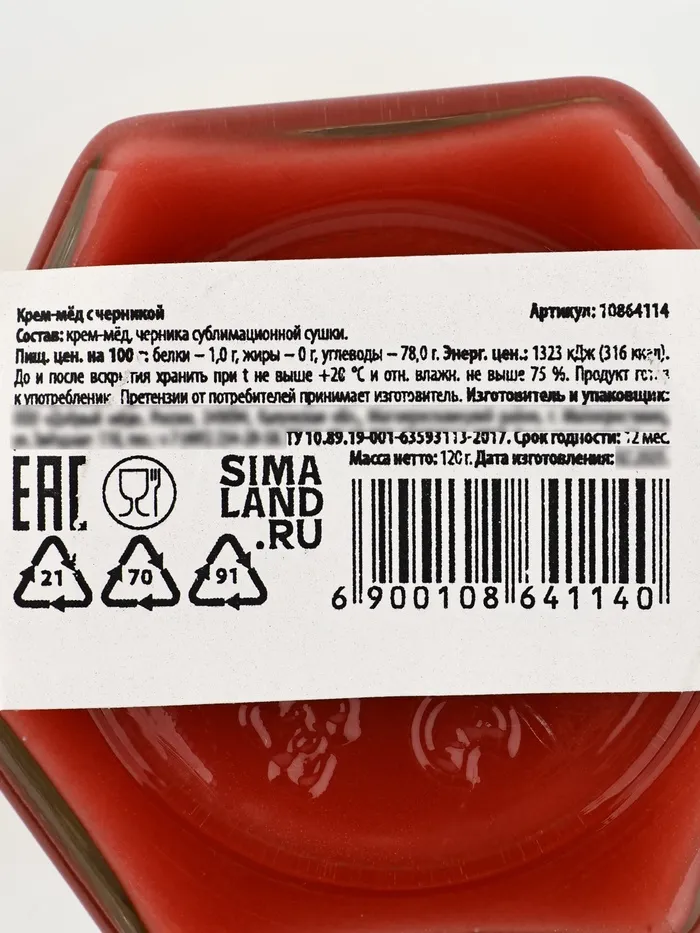 Крем-мёд с черникой Артикул: 10864114
Состав: крем-мёд, черника сублимационной сушки.
Пищ. цен. на 100 г: белки – 1,0 г, жиры – 0 г, углеводы – 78,0 г. Энерг. цен.: 1323 кДж (316 ккал).
До и после вскрытия хранить при t не выше +20 °C и отн. влажн. не выше 75 %. Продукт готов
к употреблению. Претензии от потребителей принимает изготовитель. Изготовитель и упаковщик:
ТУ 10.89.19-001-63593113-2017. Срок годности: 12 мес.
Масса нетто: 120 г. Дата изготовления:
EAC
SIMA
LAND
.RU
21 70 91
6 900108 641140